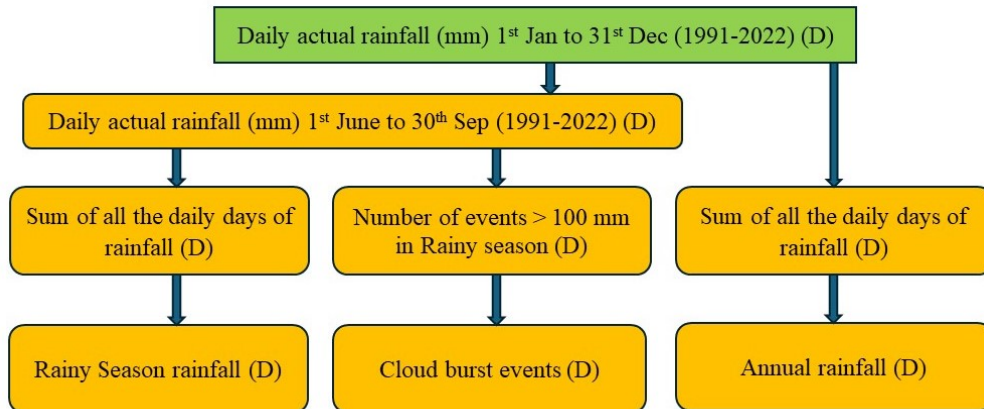 Daily actual rainfall (mm) 1st Jan to 31st Dec (1991-2022) (D)
Daily actual rainfall (mm) 1st June to 30th Sep (1991-2022) (D)
Sum of all the daily days of
rainfall (D)
Number of events > 100 mm
in Rainy season (D)
Sum of all the daily days of
rainfall (D)
Rainy Season rainfall (D)
Cloud burst events (D)
Annual rainfall (D)